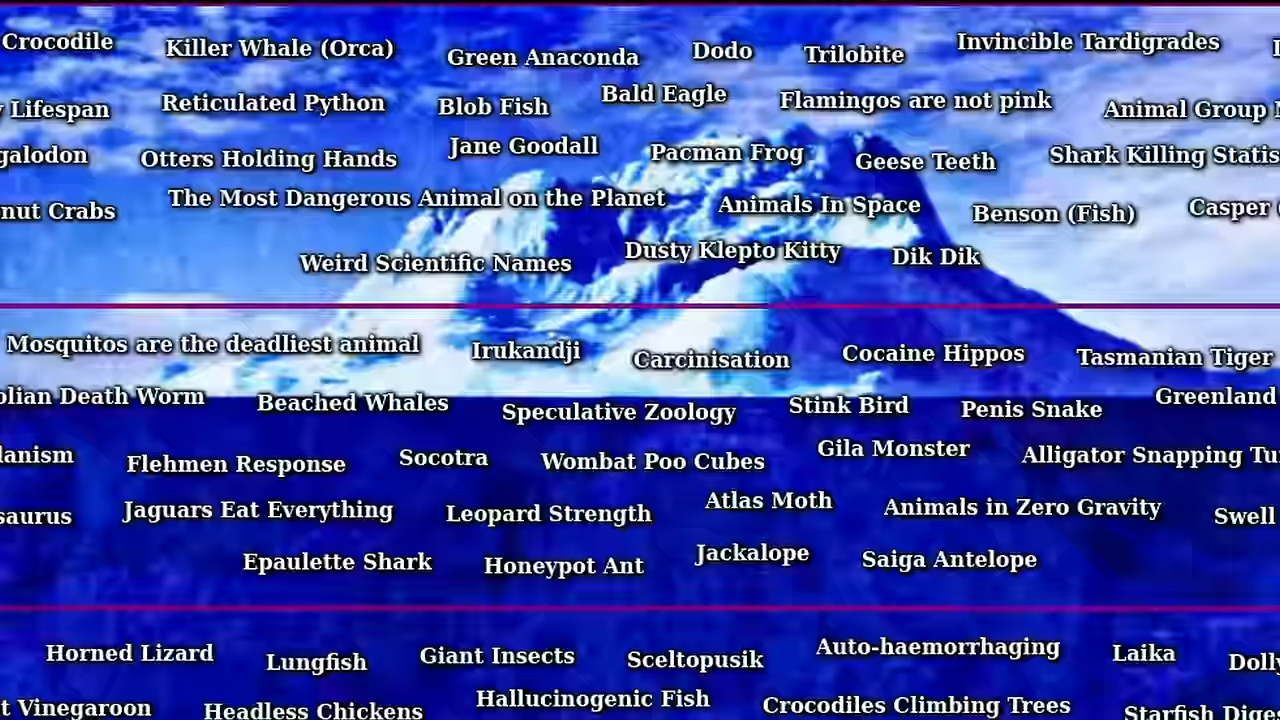 Crocodile Killer Whale (Orca) Green Anaconda Dodo Trilobite Invincible Tardigrades
Lifespan Reticulated Python Blob Fish Bald Eagle Flamingos are not pink Animal Group
galodon Otters Holding Hands Jane Goodall Pacman Frog Geese Teeth Shark Killing Statis
nut Crabs The Most Dangerous Animal on the Planet Animals In Space Benson (Fish) Casper (
Weird Scientific Names Dusty Klepto Kitty Dik Dik
Mosquitos are the deadliest animal Irukandji Carcinisation Cocaine Hippos Tasmanian Tiger
olian Death Worm Beached Whales Speculative Zoology Stink Bird Penis Snake Greenland
lanism Flehmen Response Socotra Wombat Poo Cubes Gila Monster Alligator Snapping Tu
saurus Jaguars Eat Everything Leopard Strength Atlas Moth Animals in Zero Gravity Swell
Epaulette Shark Honeypot Ant Jackalope Saiga Antelope
Horned Lizard Lungfish Giant Insects Sceltopusik Auto-haemorrhaging Laika Dolly
t Vinegaroon Headless Chickens Hallucinogenic Fish Crocodiles Climbing Trees Starfish Diges